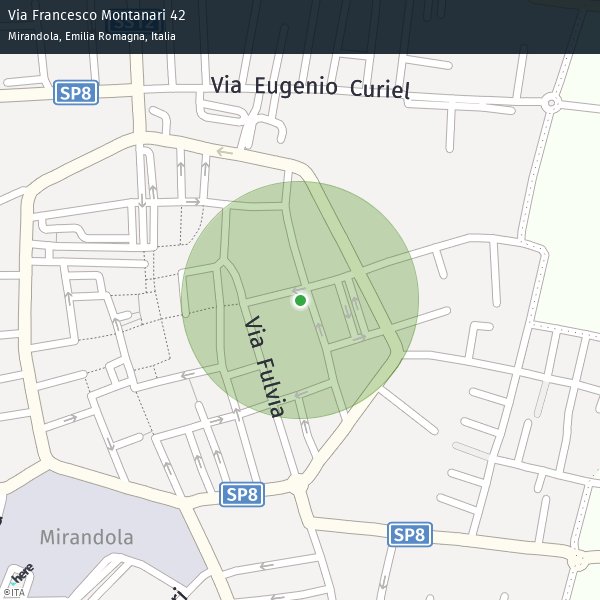 Via Francesco Montanari 42
Mirandola, Emilia Romagna, Italia
Via Eugenio Curiel
SP8
Via Fulvia
SP8
SP8
Mirandola
here
©ITA